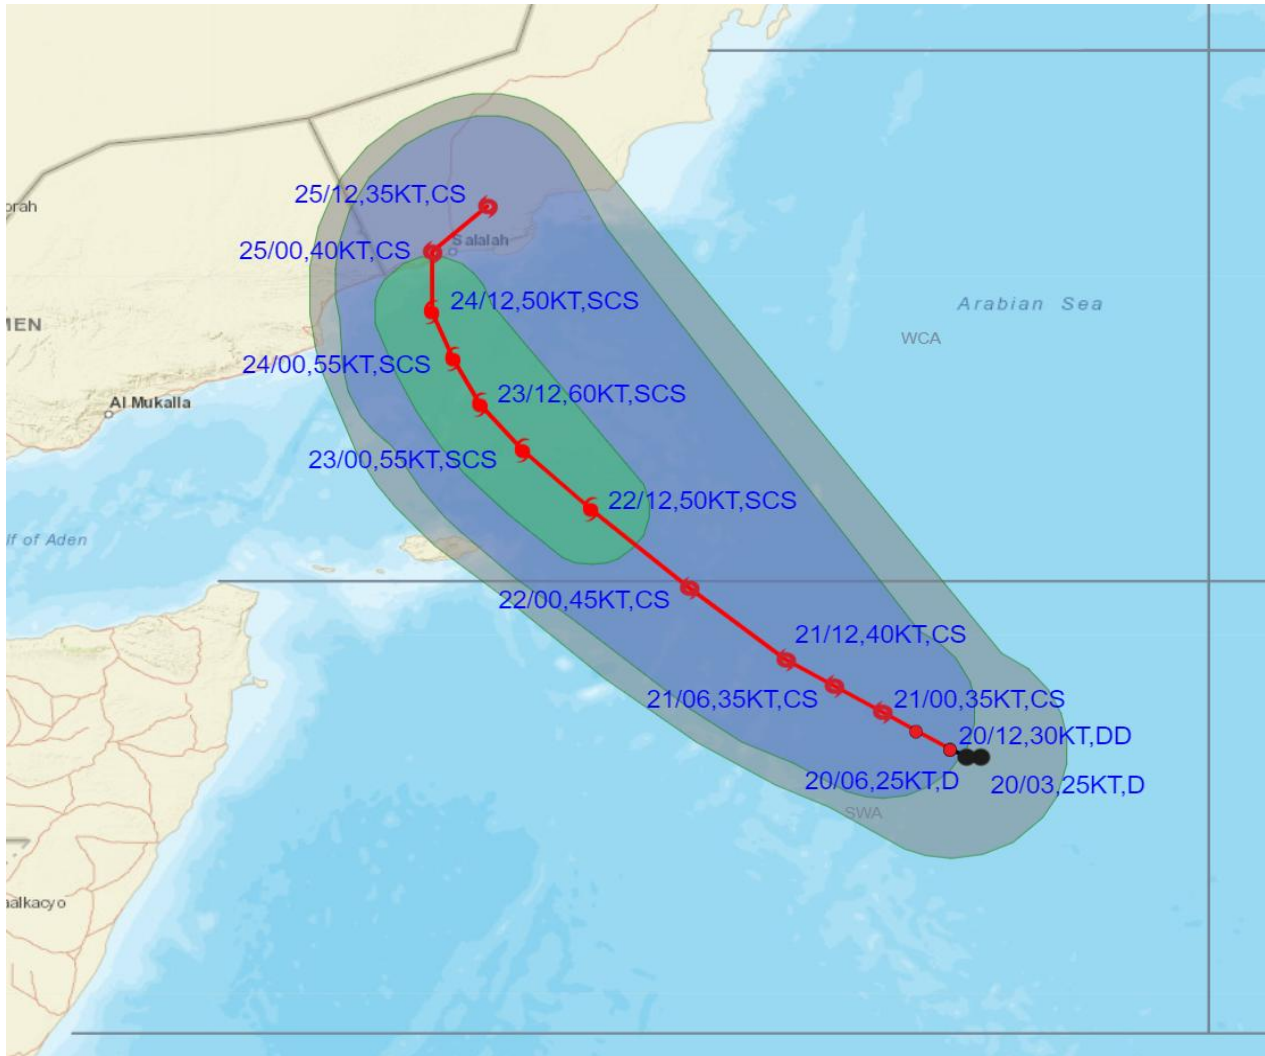 orah
25/12,35KT,CS
25/00,40KT,CS
Salalah
24/12,50KT,SCS
Arabian Sea
MEN
WCA
24/00,55KT,SCS
23/12,60KT,SCS
Al Mukalla
23/00,55KT,SCS
22/12,50KT,SCS
lf of Aden
22/00,45KT,CS
21/12,40KT,CS
21/06,35KT,CS
21/00,35KT,CS
20/12,30KT,DD
20/06,25KT,D
20/03,25KT,D
SWA
aalkacyo